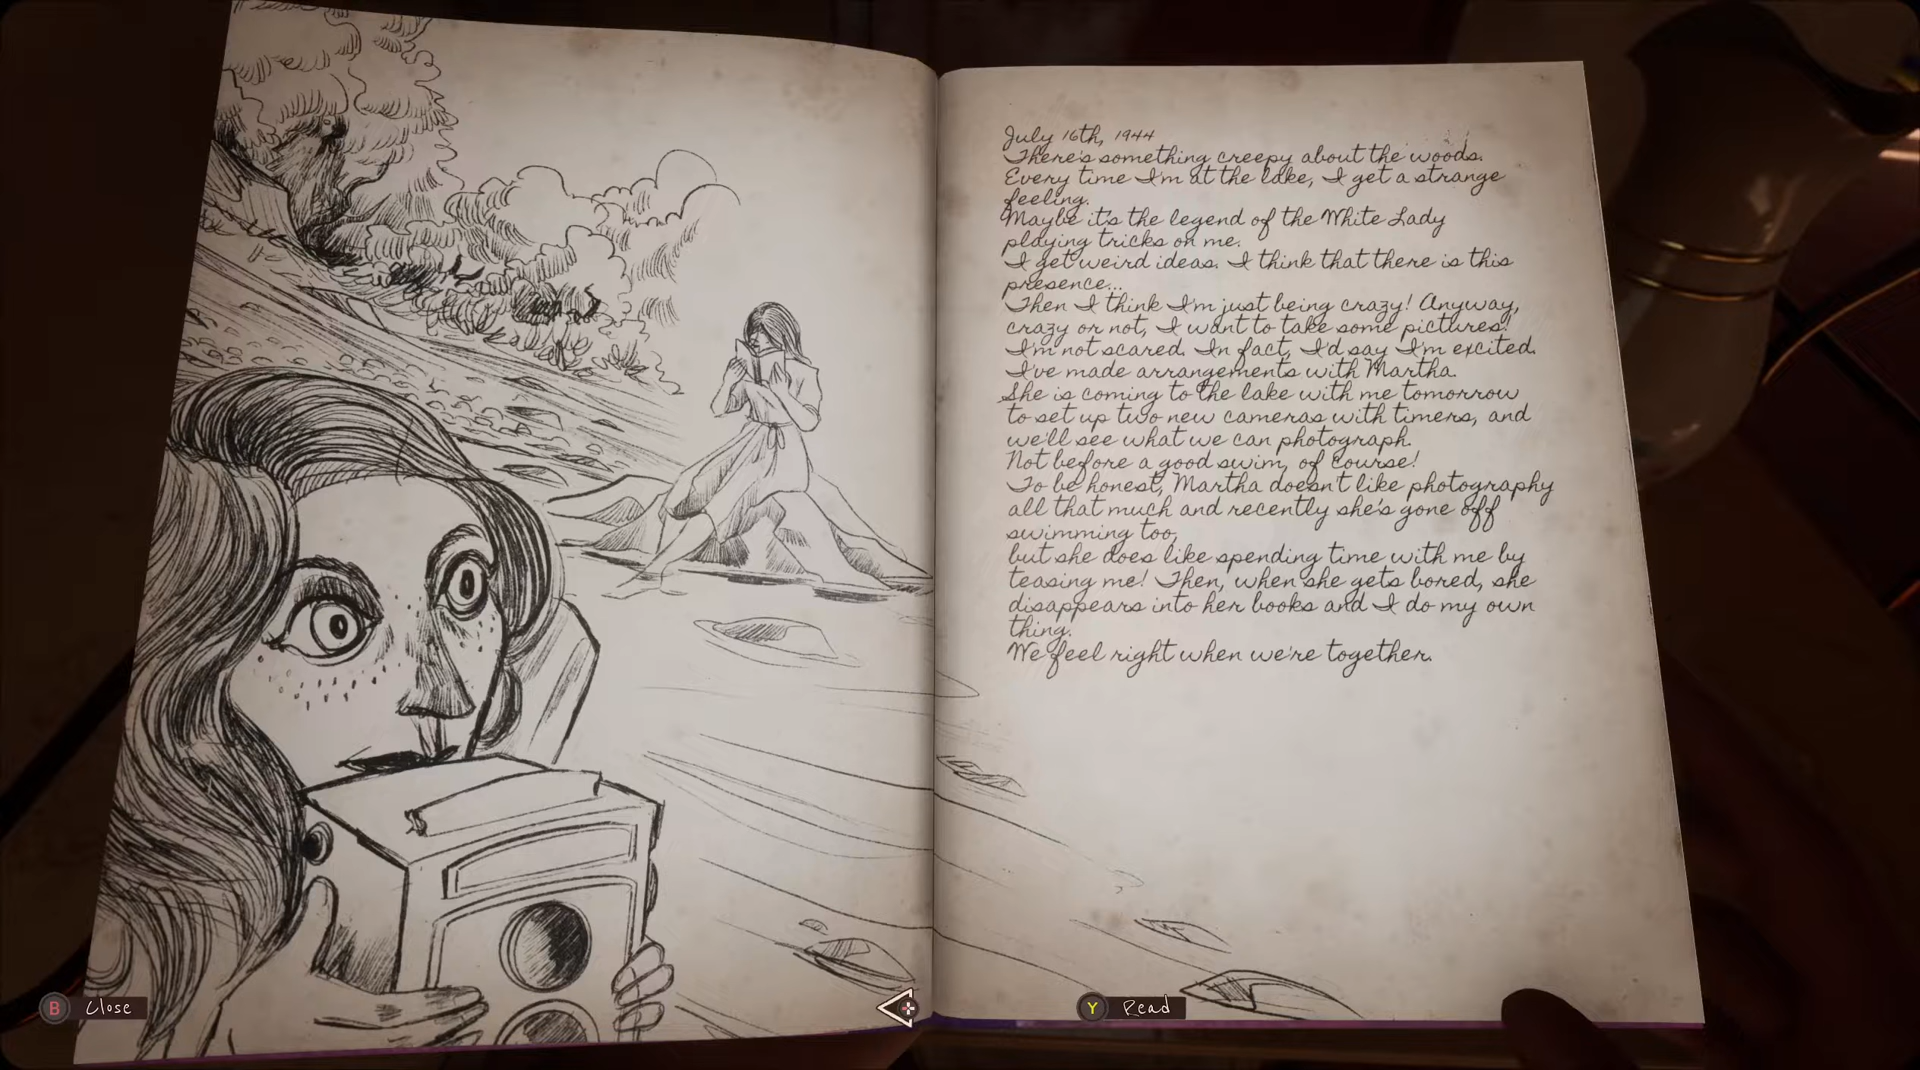 July 16th, 1944
There's something creepy about the woods.
Every time I'm at the lake, I get a strange
feeling.
Maybe it's the legend of the White Lady
playing tricks on me.
I get weird ideas. I think that there is this
presence...
Then I think I'm just being crazy! Anyway,
crazy or not, I want to take some pictures!
I'm not scared. In fact, I'd say I'm excited.
I've made arrangements with Martha.
She is coming to the lake with me tomorrow
to set up two new cameras with timers, and
we'll see what we can photograph.
Not before a good swim, of course!
To be honest, Martha doesn't like photography
all that much and recently she's gone off
swimming too,
but she does like spending time with me by
teasing me! Then, when she gets bored, she
disappears into her books and I do my own
thing.
We feel right when we're together.
B Close
Y Read